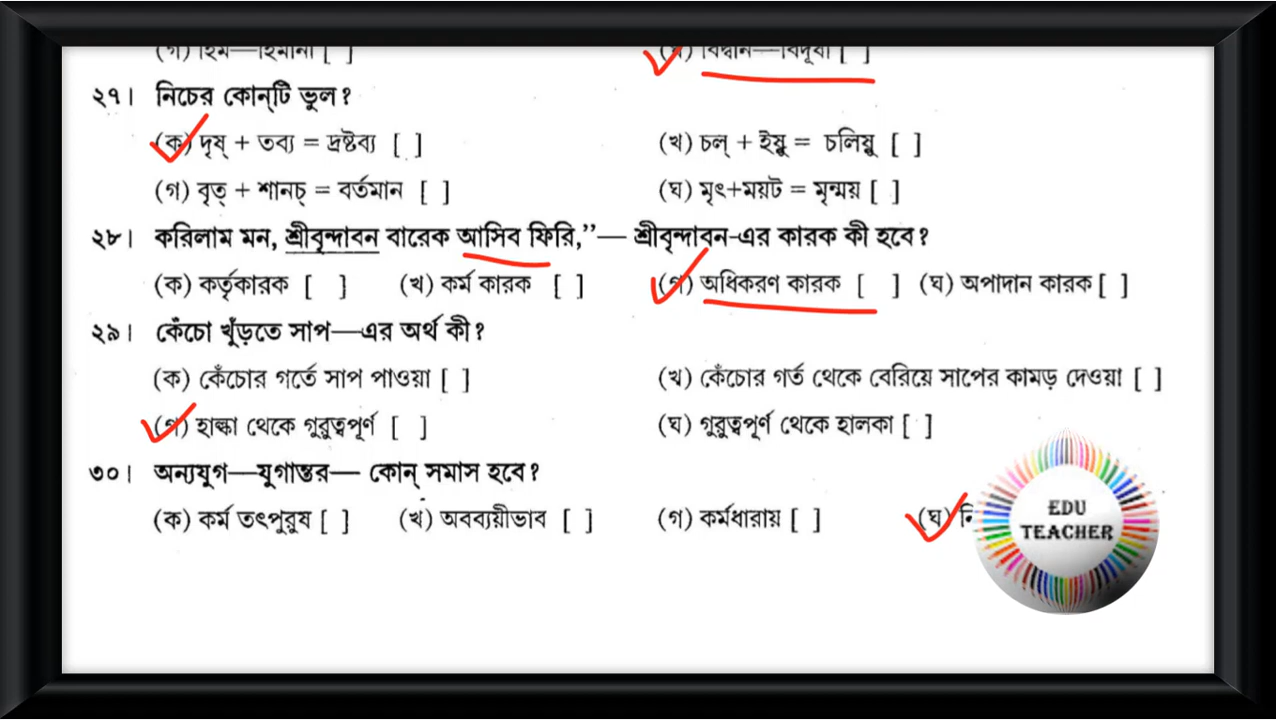 (গ) হিম—হিমানী [ ] (ঘ) বিদ্বান—বিদূষী [ ]
২৭। নিচের কোন্‌টি ভুল?
(ক) দৃষ্ + তব্য = দ্রষ্টব্য [ ] (খ) চল্ + ইষ্ণু = চলিষ্ণু [ ]
(গ) বৃত্ + শানচ্ = বর্তমান [ ] (ঘ) মৃৎ+ময়ট = মৃন্ময় [ ]
২৮। করিলাম মন, শ্রীবৃন্দাবন বারেক আসিব ফিরি,”— শ্রীবৃন্দাবন-এর কারক কী হবে?
(ক) কর্তৃকারক [ ] (খ) কর্ম কারক [ ] (গ) অধিকরণ কারক [ ] (ঘ) অপাদান কারক [ ]
২৯। কেঁচো খুঁড়তে সাপ—এর অর্থ কী?
(ক) কেঁচোর গর্তে সাপ পাওয়া [ ] (খ) কেঁচোর গর্ত থেকে বেরিয়ে সাপের কামড় দেওয়া [ ]
(গ) হাল্কা থেকে গুরুত্বপূর্ণ [ ] (ঘ) গুরুত্বপূর্ণ থেকে হালকা [ ]
৩০। অন্যযুগ—যুগান্তর— কোন্ সমাস হবে?
(ক) কর্ম তৎপুরুষ [ ] (খ) অবব্যয়ীভাব [ ] (গ) কর্মধারায় [ ] (ঘ)
EDU
TEACHER